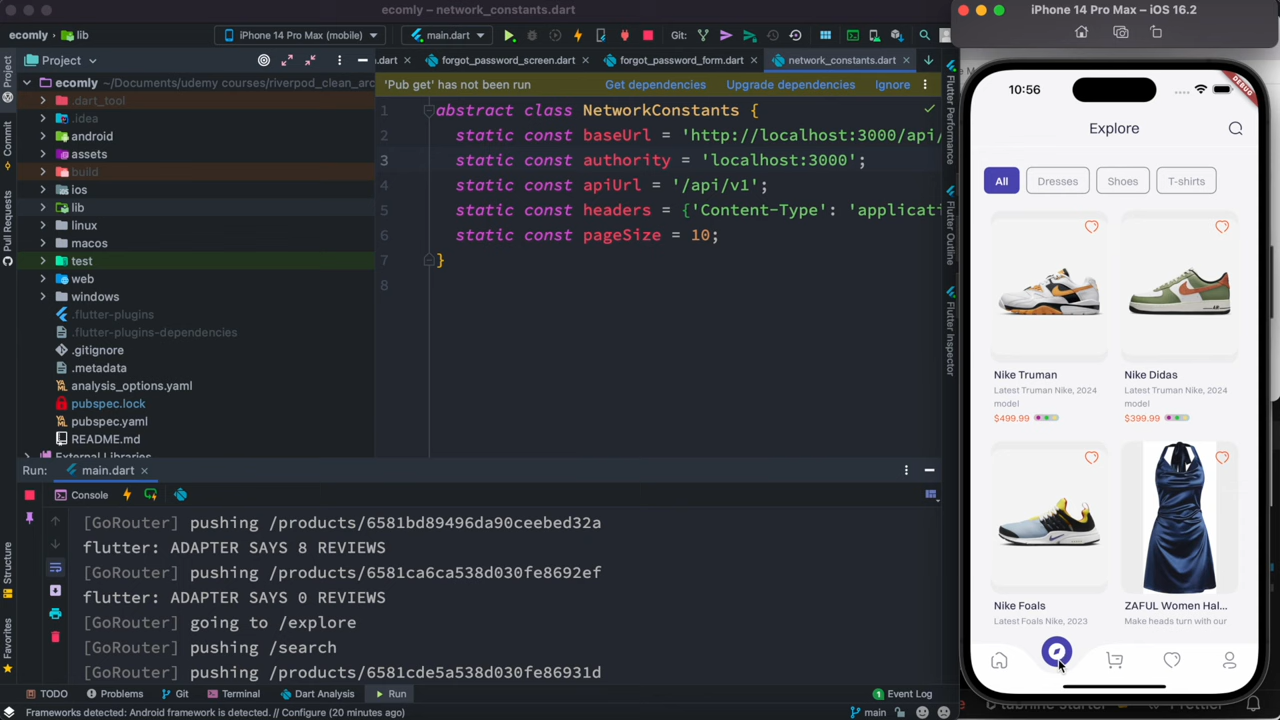 ecomly – network_constants.dart
iPhone 14 Pro Max – iOS 16.2
ecomly
lib
iPhone 14 Pro Max (mobile)
main.dart
Git:
Project
.dart
forgot_password_screen.dart
forgot_password_form.dart
network_constants.dart
'Pub get' has not been run
Get dependencies
Upgrade dependencies
Ignore
ecomly ~/Documents/udemy courses/riverpod_clean_arc
.dart_tool
.idea
android
assets
build
ios
lib
linux
macos
test
web
windows
.flutter-plugins
.flutter-plugins-dependencies
.gitignore
.metadata
analysis_options.yaml
pubspec.lock
pubspec.yaml
README.md
External Libraries
1 abstract class NetworkConstants {
2 static const baseUrl = 'http://localhost:3000/api/
3 static const authority = 'localhost:3000';
4 static const apiUrl = '/api/v1';
5 static const headers = {'Content-Type': 'applicat
6 static const pageSize = 10;
7 }
8
Project
Commit
Pull Requests
Structure
Favorites
Flutter Performance
Flutter Outline
Flutter Inspector
Run:
main.dart
Console
[GoRouter] pushing /products/6581bd89496da90ceebed32a
flutter: ADAPTER SAYS 8 REVIEWS
[GoRouter] pushing /products/6581ca6ca538d030fe8692ef
flutter: ADAPTER SAYS 0 REVIEWS
[GoRouter] going to /explore
[GoRouter] pushing /search
[GoRouter] pushing /products/6581cde5cae534bfe86931d
TODO
Problems
Git
Terminal
Dart Analysis
Run
1 Event Log
Frameworks detected: Android framework is detected. // Configure (20 minutes ago)
main
10:56
DEBUG
Explore
All
Dresses
Shoes
T-shirts
Nike Truman
Latest Truman Nike, 2024
model
$499.99
Nike Didas
Latest Truman Nike, 2024
model
$399.99
Nike Foals
Latest Foals Nike, 2023
ZAFUL Women Hal...
Make heads turn with our
tabnine starter
Prettier